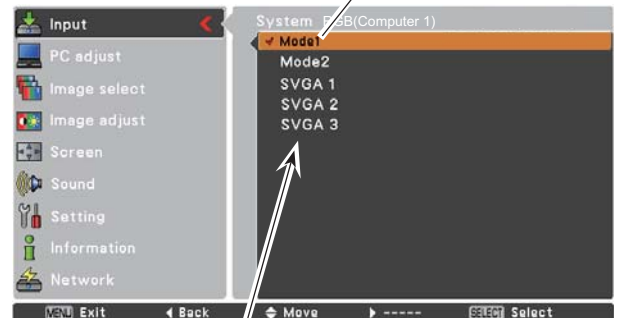 Input
PC adjust
Image select
Image adjust
Screen
Sound
Setting
Information
Network
System RGB(Computer 1)
Mode1
Mode2
SVGA 1
SVGA 2
SVGA 3
MENU Exit
Back
Move
-----
SELECT Select